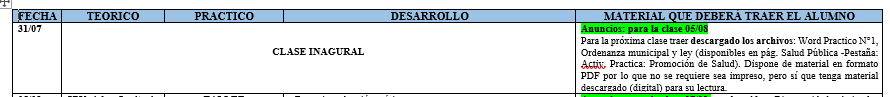 FECHA TEORICO PRACTICO DESARROLLO MATERIAL QUE DEBERÁ TRAER EL ALUMNO
31/07
CLASE INAGURAL
Anuncios: para la clase 05/08
Para la próxima clase traer descargado los archivos: Word Practico N°1,
Ordenanza municipal y ley (disponibles en pág. Salud Pública -Pestaña:
Activ. Practica: Promoción de Salud). Dispone de material en formato
PDF por lo que no se requiere sea impreso, pero sí que tenga material
descargado (digital) para su lectura.